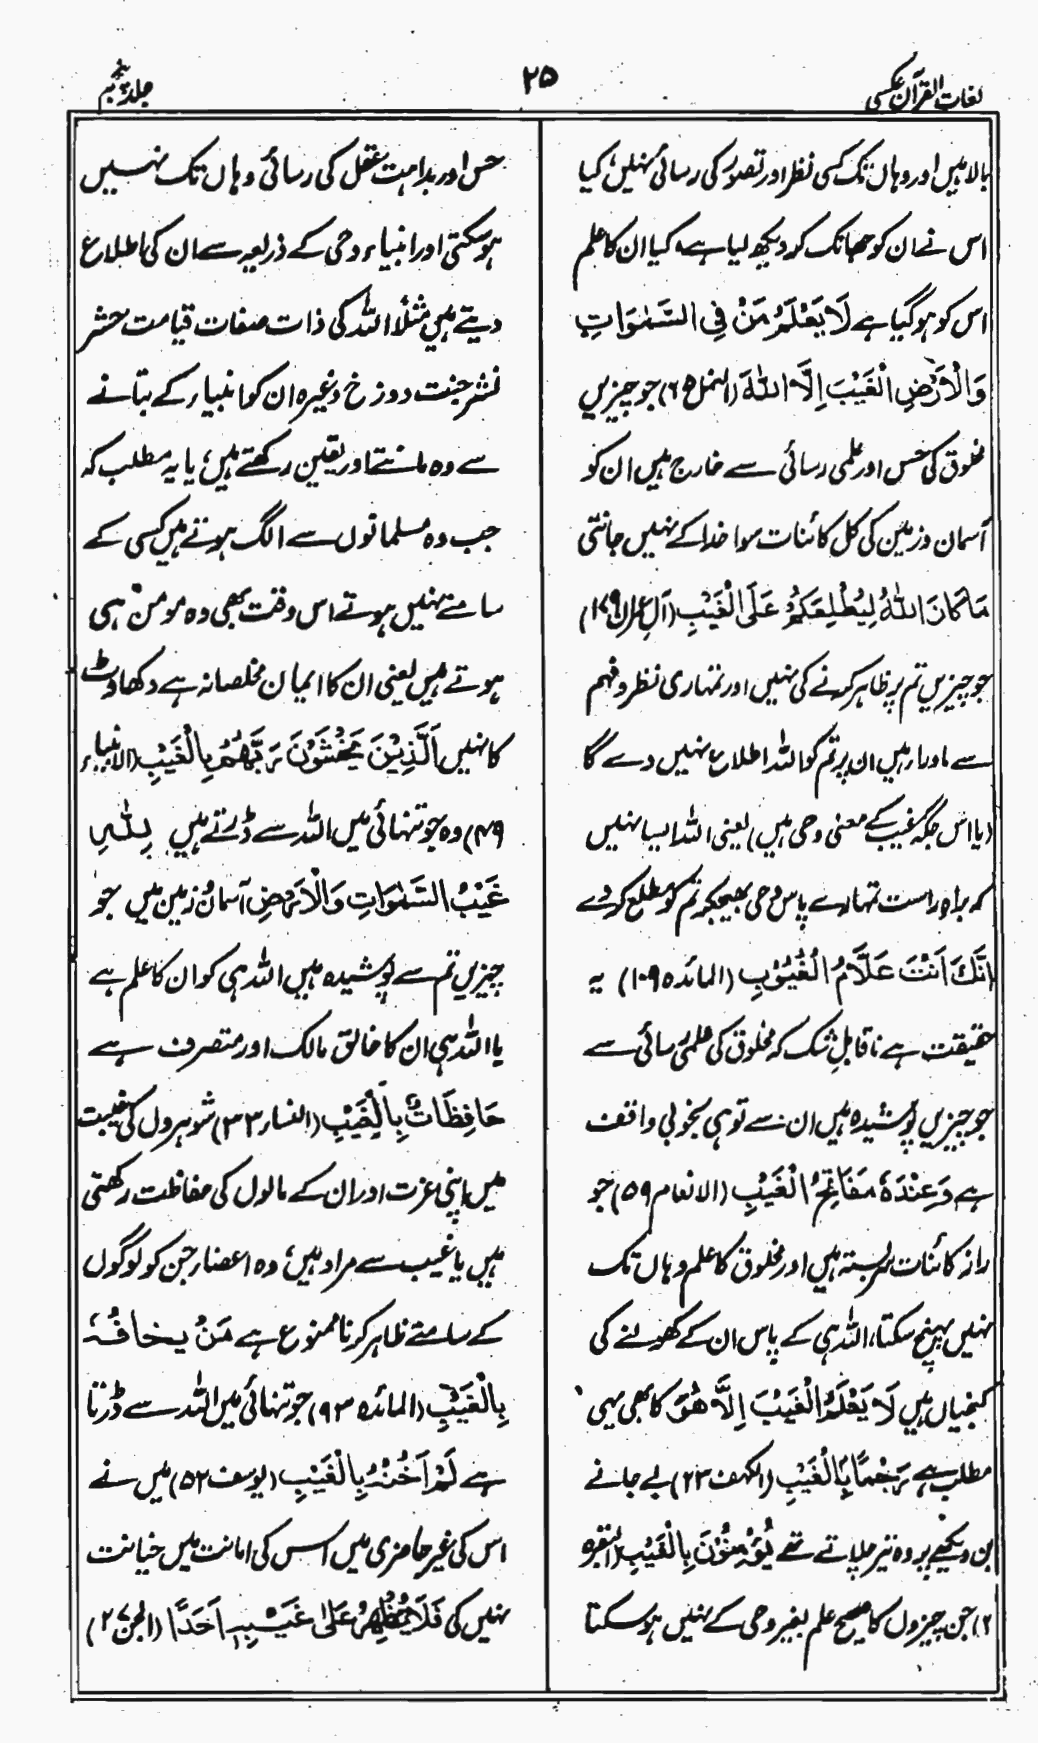 لغات القرآن عکسی
۲۵
جلد پنجم
بالا ہیں اور وہاں تک کسی نظر اور تصور کی رسائی نہیں، کیا
اس نے ان کو جھانک کر دیکھ لیا ہے، کیا ان کا علم
اس کو ہو گیا ہے لَا یَعْلَمُ مَنْ فِی السَّمٰوَاتِ
وَالْاَرْضِ الْغَیْبَ اِلَّا اللّٰہَ (النمل ۶۵) جو چیزیں
مخلوق کی حس اور علمی رسائی سے خارج ہیں ان کو
آسمان و زمین کی کل کائنات سوا خدا کے نہیں جانتی
مَا کَانَ اللّٰہُ لِیُطْلِعَکُمْ عَلَی الْغَیْبِ (آل عمران ۱۷۹)
جو چیزیں تم پر ظاہر کرنے کی نہیں اور تمہاری نظر و فہم
سے ماورا ہیں ان پر تم کو اللہ اطلاع نہیں دے گا
(یا اس جگہ غیب کے معنی وحی ہیں) یعنی اللہ ایسا نہیں
کہ براہ راست تمہارے پاس وحی بھیجکر تم کو مطلع کر دے
اِنَّکَ اَنْتَ عَلَّامُ الْغُیُوْبِ (المائدہ ۱۰۹) یہ
حقیقت ہے ناقابلِ شک کہ مخلوق کی علمی رسائی سے
جو چیزیں پوشیدہ ہیں ان سے تو ہی بخوبی واقف
ہے وَعِنْدَہٗ مَفَاتِحُ الْغَیْبِ (الانعام ۵۹) جو
راز کائنات سربستہ ہیں اور مخلوق کا علم وہاں تک
نہیں پہنچ سکتا، اللہ ہی کے پاس ان کے کھولنے کی
کنجیاں ہیں لَا یَعْلَمُ الْغَیْبَ اِلَّا ھُوَ کا بھی یہی
مطلب ہے رَجْمًا بِالْغَیْبِ (الکہف ۲۲) بے جانے
بن دیکھے پر وہ تیر چلاتے تھے یُؤْمِنُوْنَ بِالْغَیْبِ (البقرہ
۲) جن چیزوں کا صحیح علم بغیر وحی کے نہیں ہو سکتا
حس اور بداہت عقل کی رسائی وہاں تک نہیں
ہو سکتی اور انبیاء وحی کے ذریعہ سے ان کی اطلاع
دیتے ہیں مثلاً اللہ کی ذات صفات قیامت حشر
نشر جنت دوزخ وغیرہ ان کو انبیاء کے بتانے
سے وہ مانتے اور یقین رکھتے ہیں، یا یہ مطلب کہ
جب وہ مسلمانوں سے الگ ہوتے ہیں کسی کے
سامنے نہیں ہوتے اس وقت بھی وہ مومن ہی
ہوتے ہیں یعنی ان کا ایمان مخلصانہ ہے دکھاوٹ
کا نہیں اَلَّذِیْنَ یَخْشَوْنَ رَبَّھُمْ بِالْغَیْبِ (الانبیاء
۴۹) وہ جو تنہائی میں اللہ سے ڈرتے ہیں لِلّٰہِ
غَیْبُ السَّمٰوَاتِ وَالْاَرْضِ آسمان و زمین میں جو
چیزیں تم سے پوشیدہ ہیں اللہ ہی کو ان کا علم ہے
یا اللہ ہی ان کا خالق مالک اور متصرف ہے
حَافِظَاتٌ بِالْغَیْبِ (النساء ۳۴) شوہروں کی غیبت
میں اپنی عزت اور ان کے مالوں کی حفاظت رکھتی
ہیں یا غیب سے مراد ہیں، وہ اعضاء جن کو لوگوں
کے سامنے ظاہر کرنا ممنوع ہے مَنْ یَخَافُہٗ
بِالْغَیْبِ (المائدہ ۹۴) جو تنہائی میں اللہ سے ڈرتا
ہے لَمْ اَخُنْہُ بِالْغَیْبِ (یوسف ۵۲) میں نے
اس کی غیر حاضری میں اس کی امانت میں خیانت
نہیں کی فَلَا یُظْھِرُ عَلٰی غَیْبِہٖ اَحَدًا (الجن ۲۶)